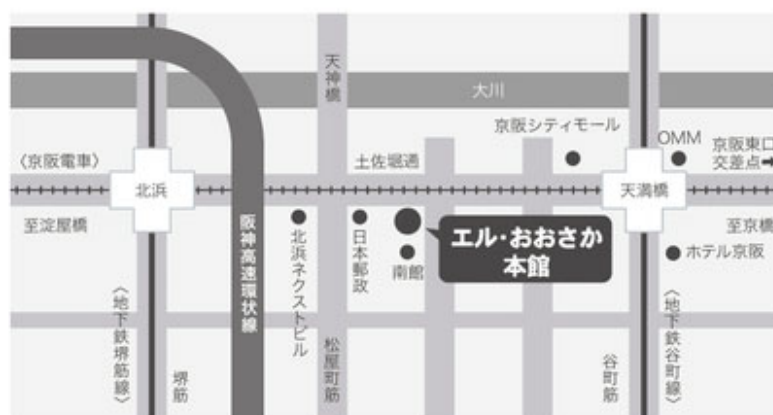 天神橋
大川
京阪シティモール
OMM
京阪東口
交差点
〈京阪電車〉
土佐堀通
北浜
天満橋
至淀屋橋
至京橋
阪神高速環状線
北浜ネクストビル
日本郵政
南館
エル・おおさか
本館
ホテル京阪
〈地下鉄堺筋線〉
堺筋
松屋町筋
谷町筋
〈地下鉄谷町線〉